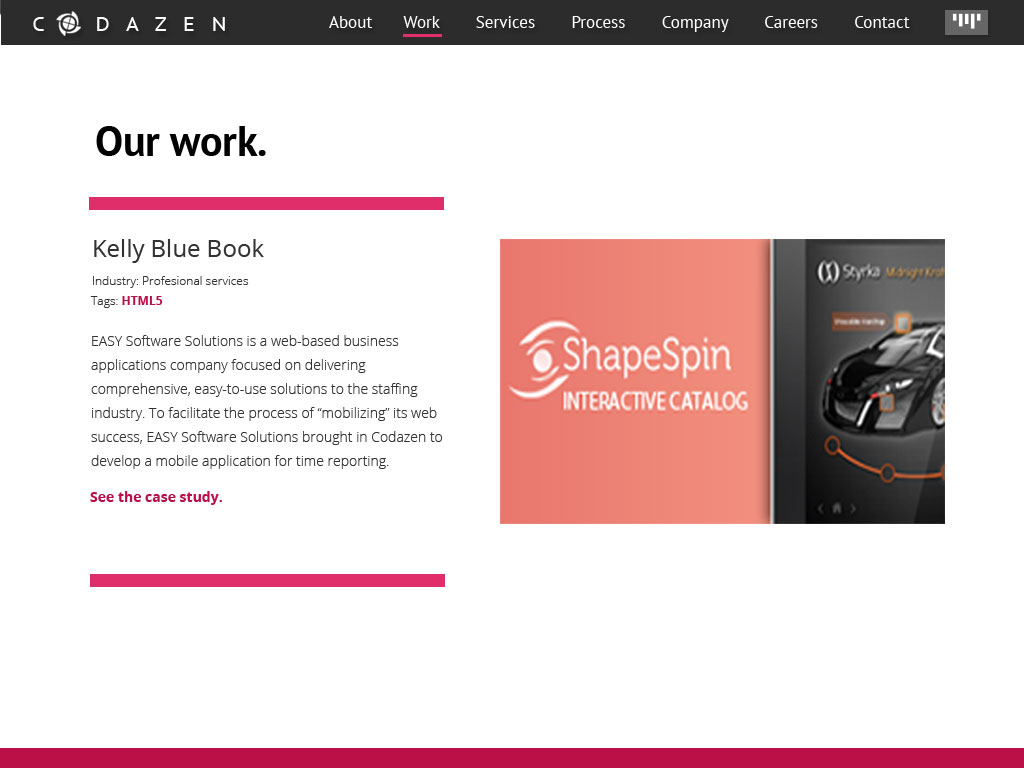 C DAZEN
About Work Services Process Company Careers Contact
Our work.
Kelly Blue Book
Industry: Profesional services
Tags: HTML5
EASY Software Solutions is a web-based business
applications company focused on delivering
comprehensive, easy-to-use solutions to the staffing
industry. To facilitate the process of “mobilizing” its web
success, EASY Software Solutions brought in Codazen to
develop a mobile application for time reporting.
See the case study.
ShapeSpin
INTERACTIVE CATALOG
Styrka Midnight